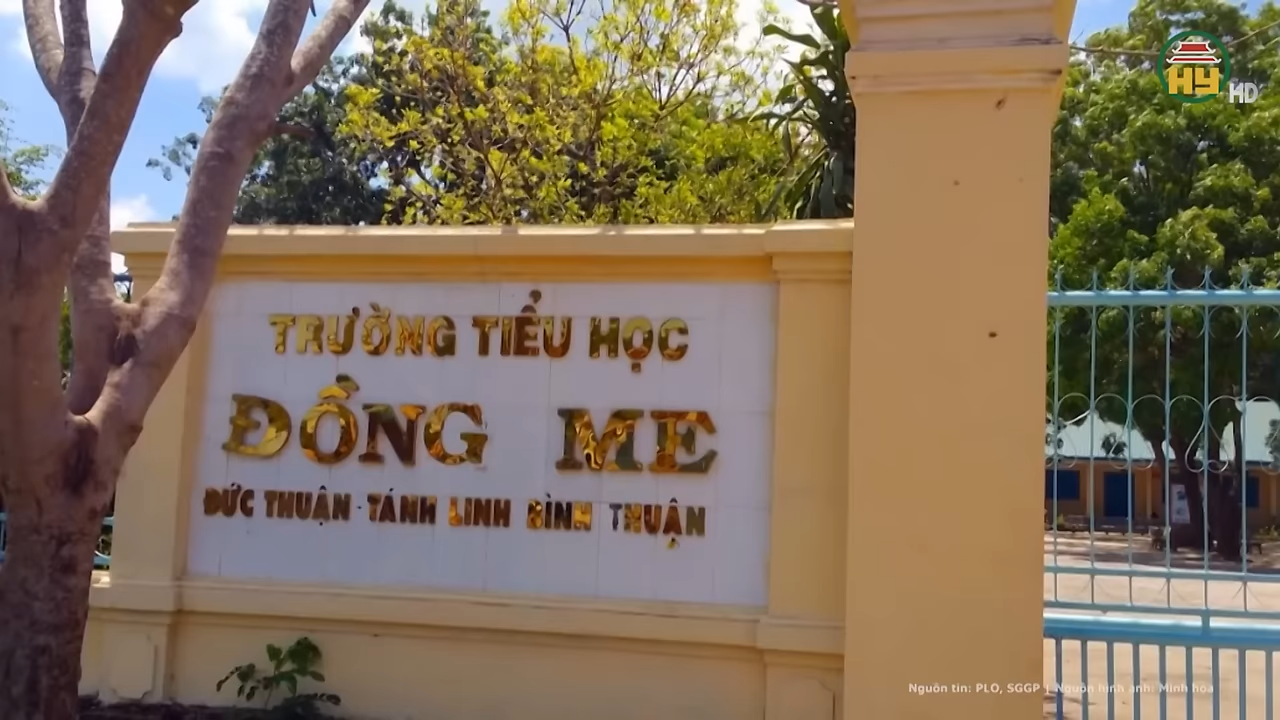 HY HD
TRƯỜNG TIỂU HỌC
ĐỒNG ME
ĐỨC THUẬN - TÁNH LINH BÌNH THUẬN
Nguồn tin: PLO, SGGP | Nguồn hình ảnh: Minh họa